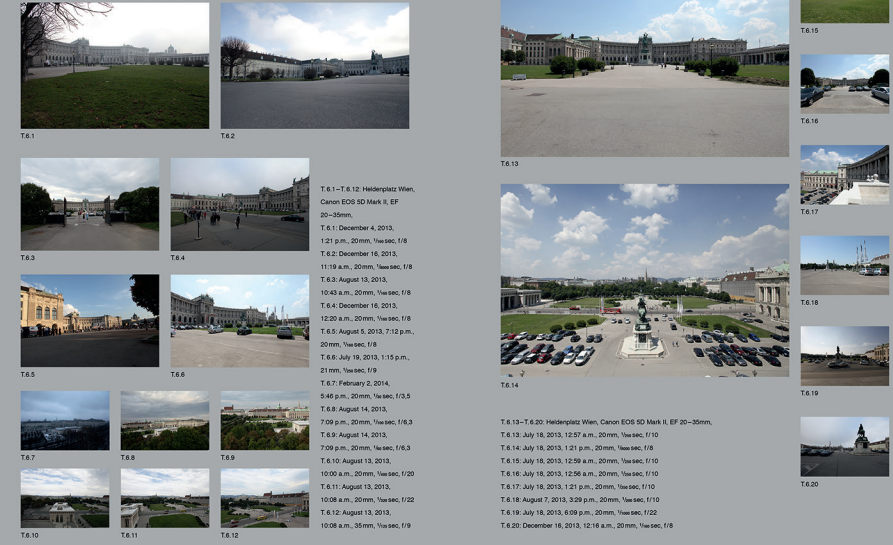 T.6.1
T.6.2
T.6.3
T.6.4
T.6.5
T.6.6
T.6.7
T.6.8
T.6.9
T.6.10
T.6.11
T.6.12
T.6.1–T.6.12: Heldenplatz Wien,
Canon EOS 5D Mark II, EF
20–35mm,
T.6.1: December 4, 2013,
1:21 p.m., 20mm, sec, f/8
T.6.2: December 16, 2013,
11:19 a.m., 20mm, sec, f/8
T.6.3: August 13, 2013,
10:43 a.m., 20mm, sec, f/8
T.6.4: December 16, 2013,
12:20 a.m., 20mm, sec, f/8
T.6.5: August 5, 2013, 7:12 p.m.,
20mm, sec, f/8
T.6.6: July 19, 2013, 1:15 p.m.,
21mm, sec, f/9
T.6.7: February 2, 2014,
5:46 p.m., 20mm, sec, f/3,5
T.6.8: August 14, 2013,
7:09 p.m., 20mm, sec, f/6,3
T.6.9: August 14, 2013,
7:09 p.m., 20mm, sec, f/6,3
T.6.10: August 13, 2013,
10:00 a.m., 20mm, sec, f/20
T.6.11: August 13, 2013,
10:08 a.m., 20mm, sec, f/22
T.6.12: August 13, 2013,
10:08 a.m., 35mm, sec, f/9
T.6.13
T.6.14
T.6.13–T.6.20: Heldenplatz Wien, Canon EOS 5D Mark II, EF 20–35mm,
T.6.13: July 18, 2013, 12:57 a.m., 20mm, sec, f/10
T.6.14: July 18, 2013, 1:21 p.m., 20mm, sec, f/8
T.6.15: July 18, 2013, 12:59 a.m., 20mm, sec, f/10
T.6.16: July 18, 2013, 12:56 a.m., 20mm, sec, f/10
T.6.17: July 18, 2013, 1:21 p.m., 20mm, sec, f/10
T.6.18: August 7, 2013, 3:29 p.m., 20mm, sec, f/10
T.6.19: July 18, 2013, 6:09 p.m., 20mm, sec, f/22
T.6.20: December 16, 2013, 12:16 a.m., 20mm, sec, f/8
T.6.15
T.6.16
T.6.17
T.6.18
T.6.19
T.6.20